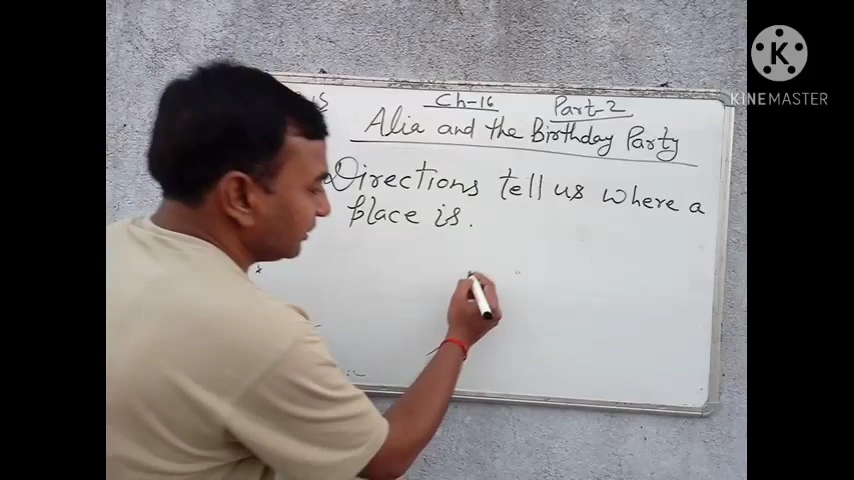 Ch-16 Part-2
Alia and the Birthday Party
Directions tell us where a
place is.
K
KINEMASTER